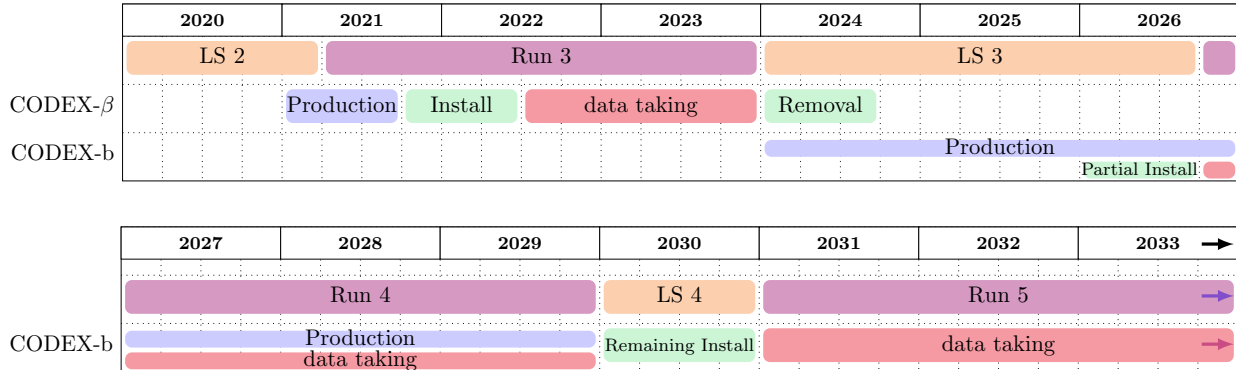 2020 2021 2022 2023 2024 2025 2026
LS 2 Run 3 LS 3
CODEX-β Production Install data taking Removal
CODEX-b Production
Partial Install
2027 2028 2029 2030 2031 2032 2033
Run 4 LS 4 Run 5
CODEX-b Production Remaining Install data taking
data taking